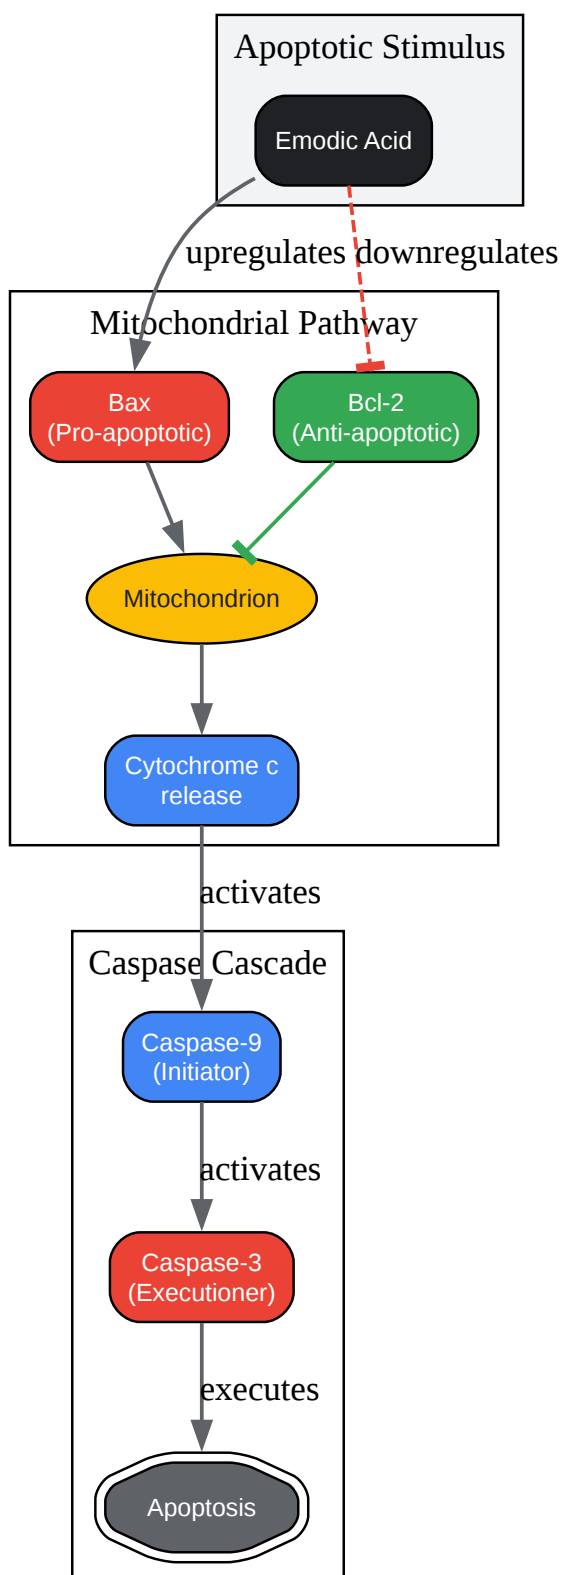 Apoptotic Stimulus
Emodic Acid
upregulates
downregulates
Mitochondrial Pathway
Bax
(Pro-apoptotic)
Bcl-2
(Anti-apoptotic)
Mitochondrion
Cytochrome c
release
activates
Caspase Cascade
Caspase-9
(Initiator)
activates
Caspase-3
(Executioner)
executes
Apoptosis